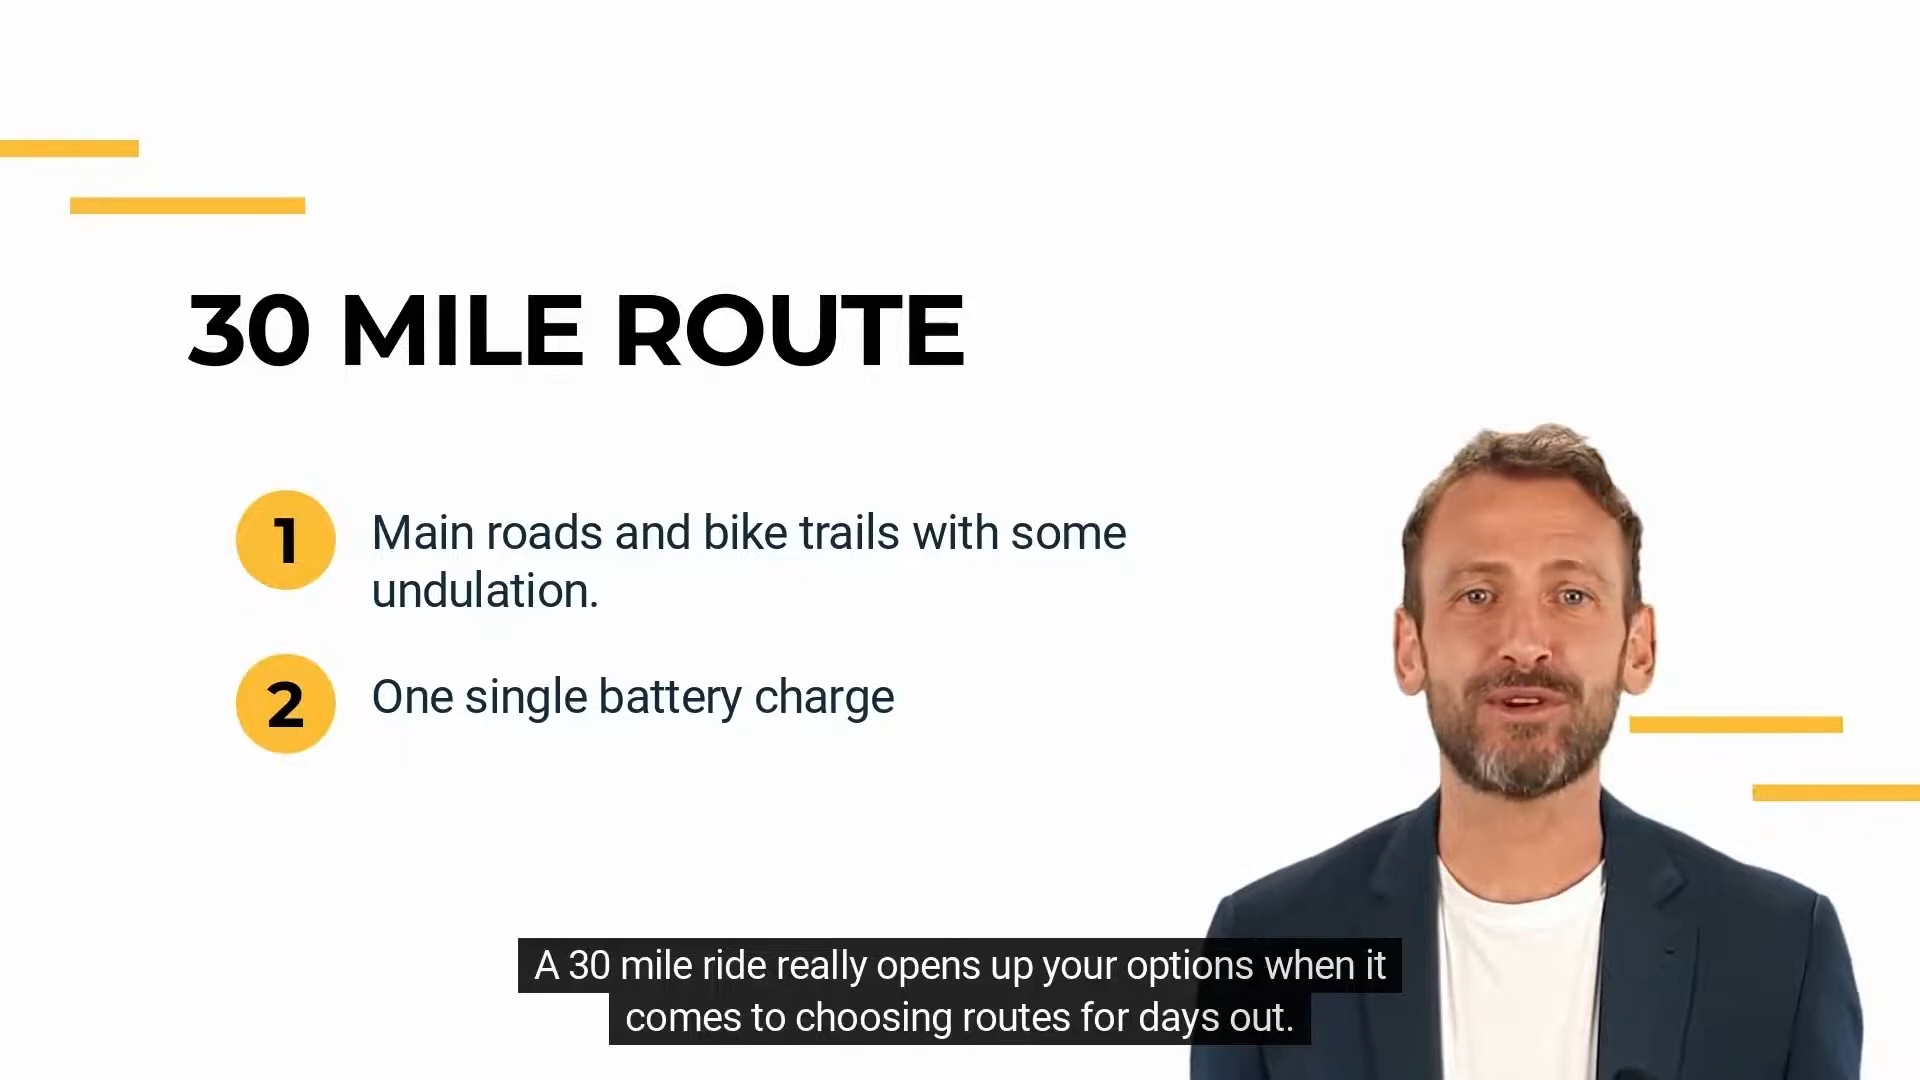 30 MILE ROUTE
1
Main roads and bike trails with some
undulation.
2
One single battery charge
A 30 mile ride really opens up your options when it
comes to choosing routes for days out.